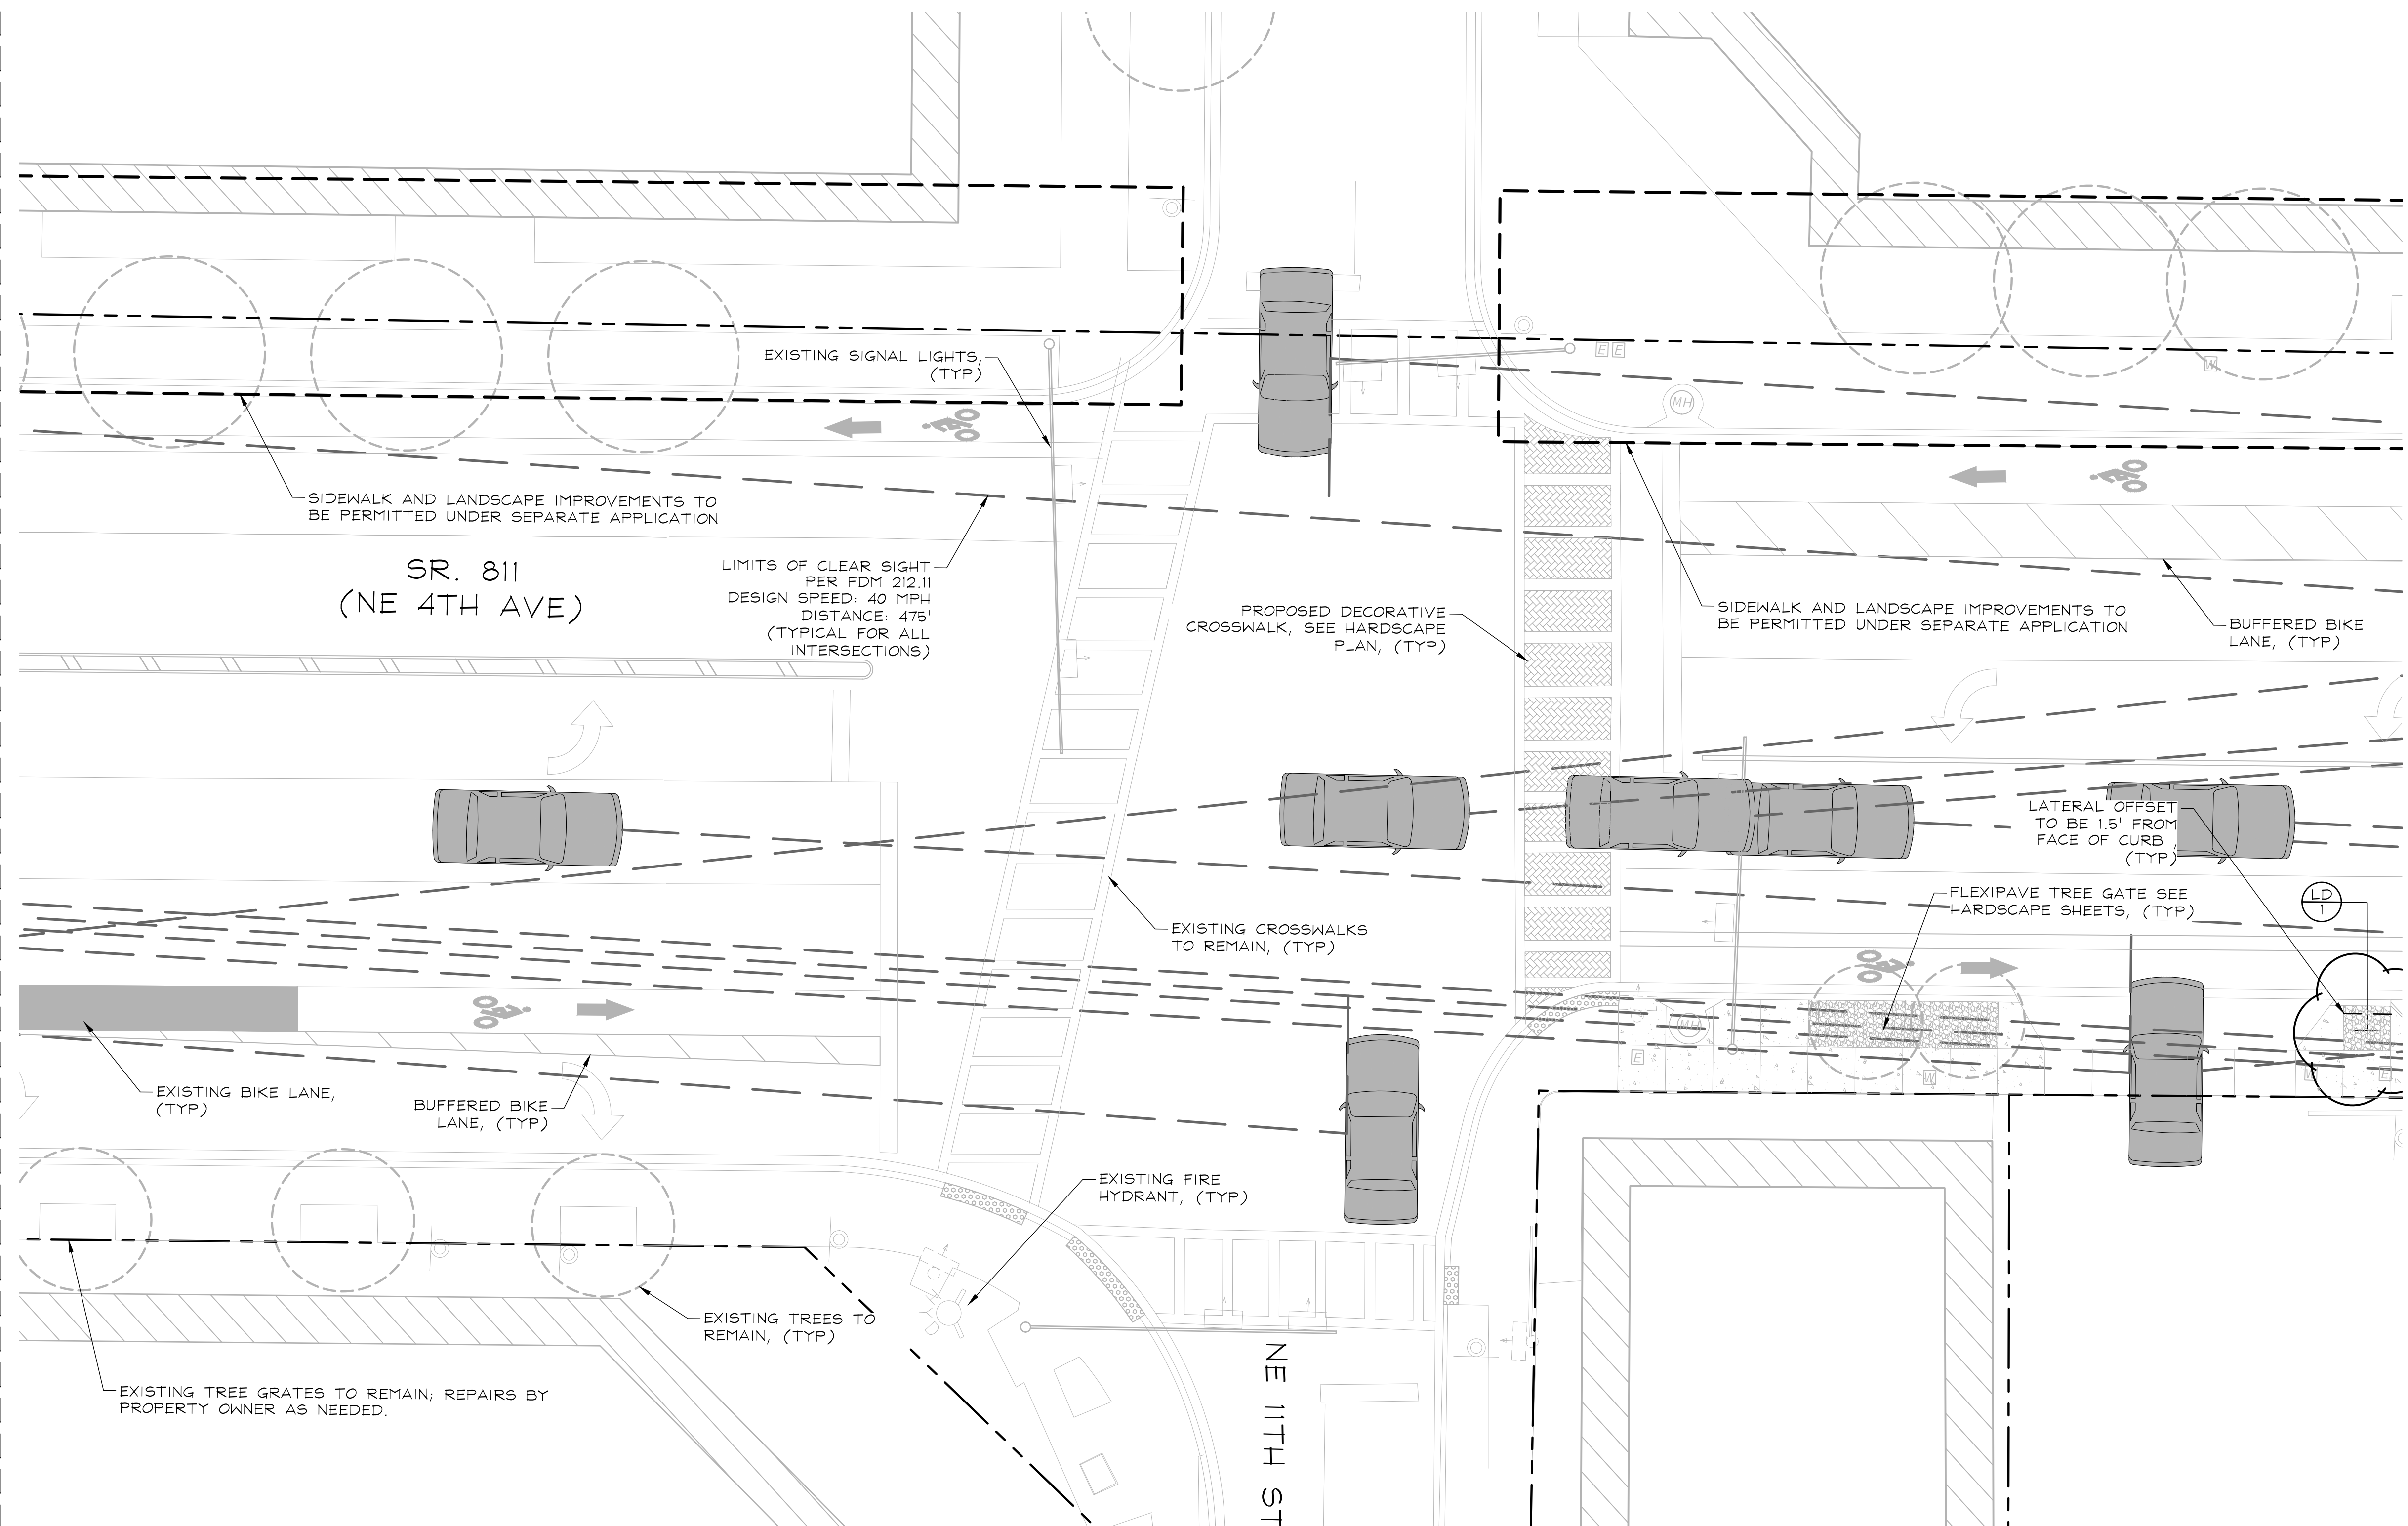 EXISTING SIGNAL LIGHTS,
(TYP)
E E
W
MH
SIDEWALK AND LANDSCAPE IMPROVEMENTS TO
BE PERMITTED UNDER SEPARATE APPLICATION
SR. 811
(NE 4TH AVE)
LIMITS OF CLEAR SIGHT
PER FDM 212.11
DESIGN SPEED: 40 MPH
DISTANCE: 475'
(TYPICAL FOR ALL
INTERSECTIONS)
PROPOSED DECORATIVE
CROSSWALK, SEE HARDSCAPE
PLAN, (TYP)
SIDEWALK AND LANDSCAPE IMPROVEMENTS TO
BE PERMITTED UNDER SEPARATE APPLICATION
BUFFERED BIKE
LANE, (TYP)
LATERAL OFFSET
TO BE 1.5' FROM
FACE OF CURB,
(TYP)
FLEXIPAVE TREE GATE SEE
HARDSCAPE SHEETS, (TYP)
LD
1
EXISTING CROSSWALKS
TO REMAIN, (TYP)
MH
E
W
E
EXISTING BIKE LANE,
(TYP)
BUFFERED BIKE
LANE, (TYP)
EXISTING FIRE
HYDRANT, (TYP)
EXISTING TREES TO
REMAIN, (TYP)
EXISTING TREE GRATES TO REMAIN; REPAIRS BY
PROPERTY OWNER AS NEEDED.
NE 11TH ST